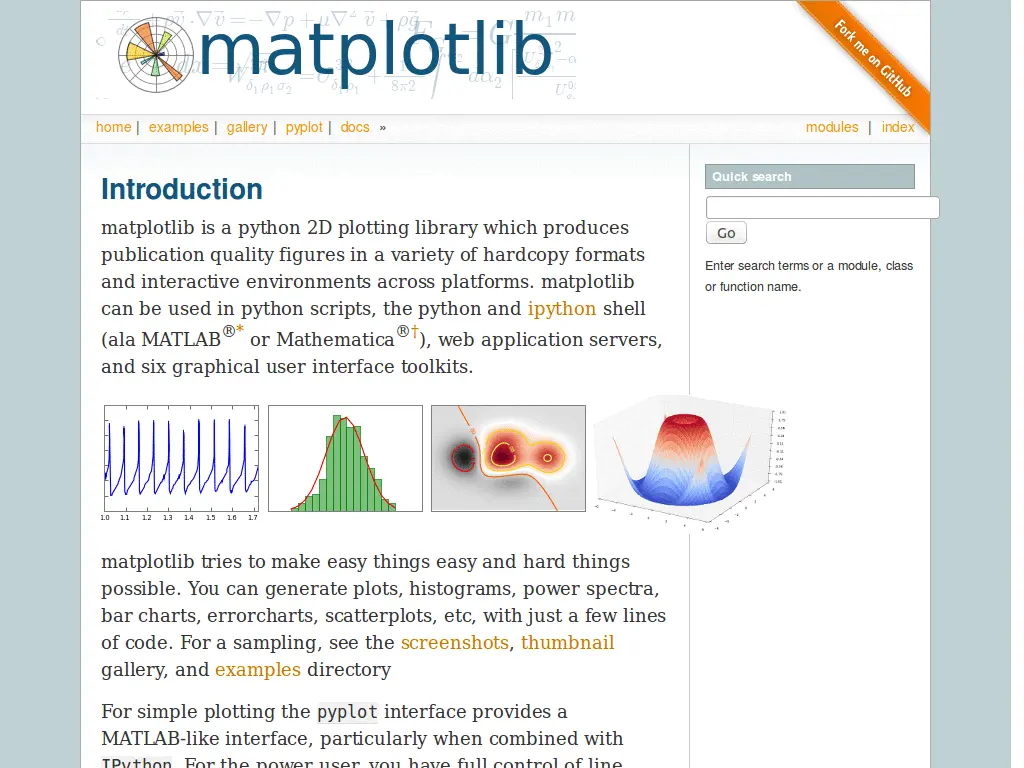 matplotlib
Fork me on GitHub
home | examples | gallery | pyplot | docs »
modules | index
Introduction
matplotlib is a python 2D plotting library which produces
publication quality figures in a variety of hardcopy formats
and interactive environments across platforms. matplotlib
can be used in python scripts, the python and ipython shell
(ala MATLAB®* or Mathematica®†), web application servers,
and six graphical user interface toolkits.
1.0 1.1 1.2 1.3 1.4 1.5 1.6 1.7
matplotlib tries to make easy things easy and hard things
possible. You can generate plots, histograms, power spectra,
bar charts, errorcharts, scatterplots, etc, with just a few lines
of code. For a sampling, see the screenshots, thumbnail
gallery, and examples directory
For simple plotting the pyplot interface provides a
MATLAB-like interface, particularly when combined with
IPython. For the power user, you have full control of line
Quick search
Go
Enter search terms or a module, class
or function name.